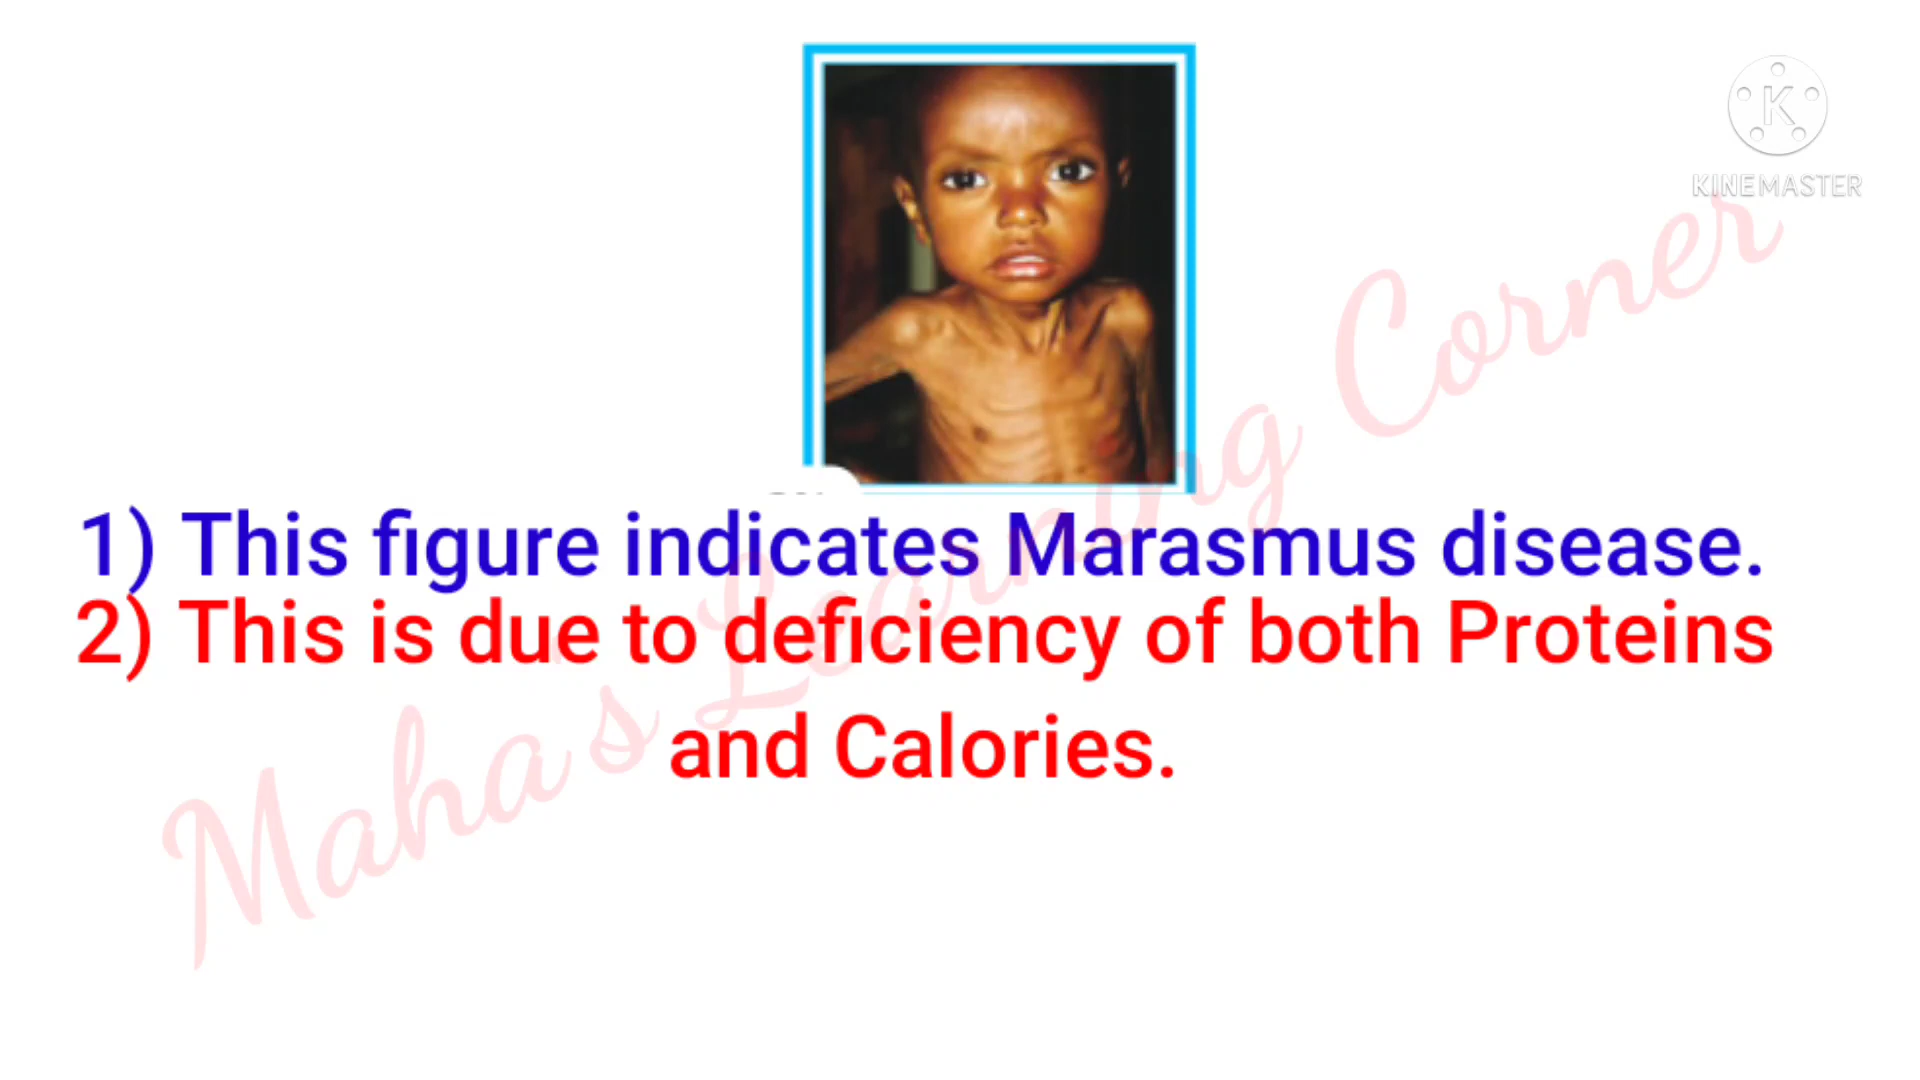 KINEMASTER
1) This figure indicates Marasmus disease.
2) This is due to deficiency of both Proteins
and Calories.
Maha's Learning Corner